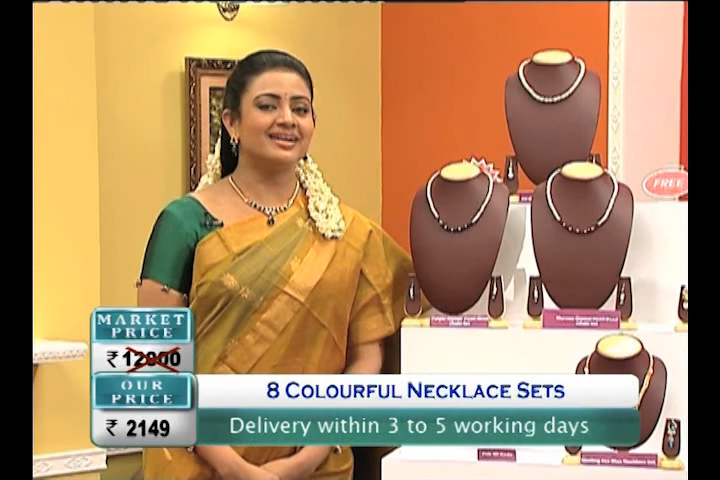 FREE
MARKET
PRICE
₹ 12000
OUR
PRICE
₹ 2149
8 COLOURFUL NECKLACE SETS
Delivery within 3 to 5 working days